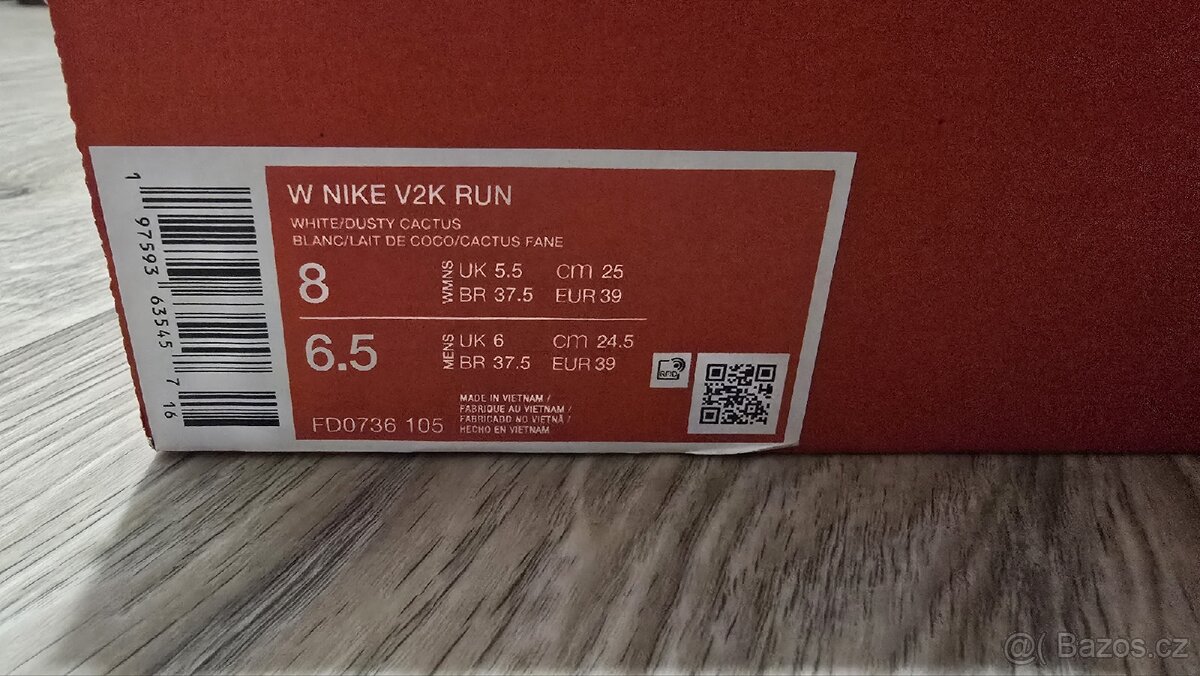 1 97593 63545 7 16
W NIKE V2K RUN
WHITE/DUSTY CACTUS
BLANC/LAIT DE COCO/CACTUS FANE
8 WMNS UK 5.5 cm 25
BR 37.5 EUR 39
6.5 MENS UK 6 cm 24.5
BR 37.5 EUR 39
MADE IN VIETNAM /
FABRIQUE AU VIETNAM /
FABRICADO NO VIETNÃ /
HECHO EN VIETNAM
FD0736 105
RFID
@( Bazos.cz